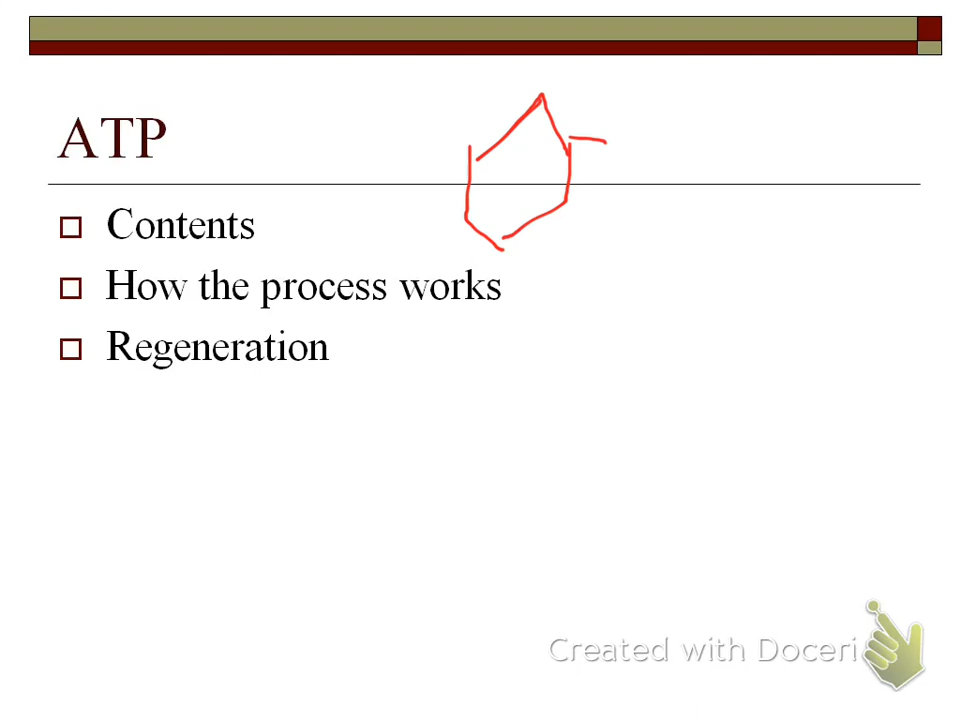 ATP
Contents
How the process works
Regeneration
Created with Doceri